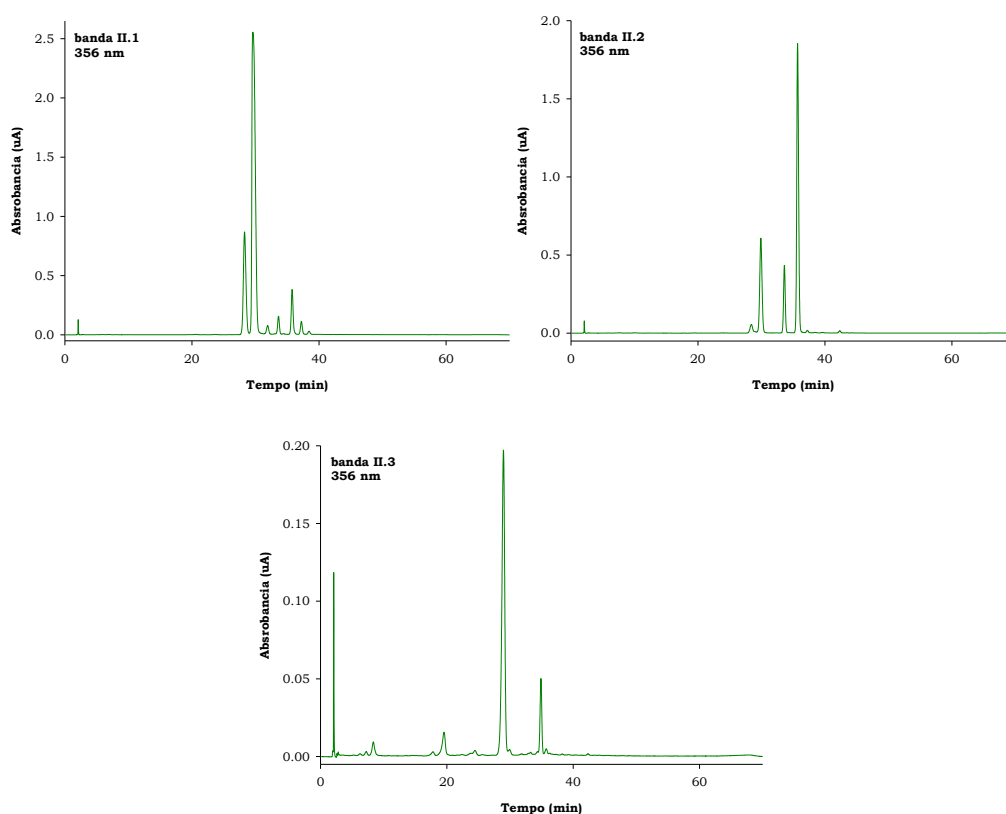 banda II.1
356 nm
2.5
2.0
1.5
1.0
0.5
0.0
Absrobancia (uA)
0
20
40
60
Tempo (min)
banda II.2
356 nm
2.0
1.5
1.0
0.5
0.0
Absrobancia (uA)
0
20
40
60
Tempo (min)
banda II.3
356 nm
0.20
0.15
0.10
0.05
0.00
Absrobancia (uA)
0
20
40
60
Tempo (min)